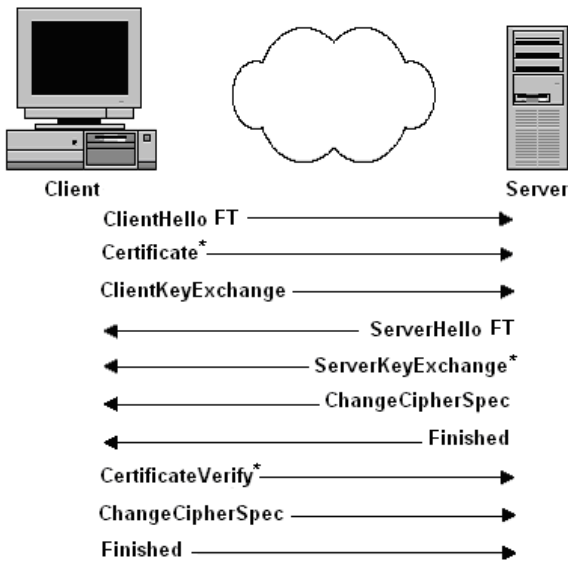 Client
Server
ClientHello FT
Certificate*
ClientKeyExchange
ServerHello FT
ServerKeyExchange*
ChangeCipherSpec
Finished
CertificateVerify*
ChangeCipherSpec
Finished